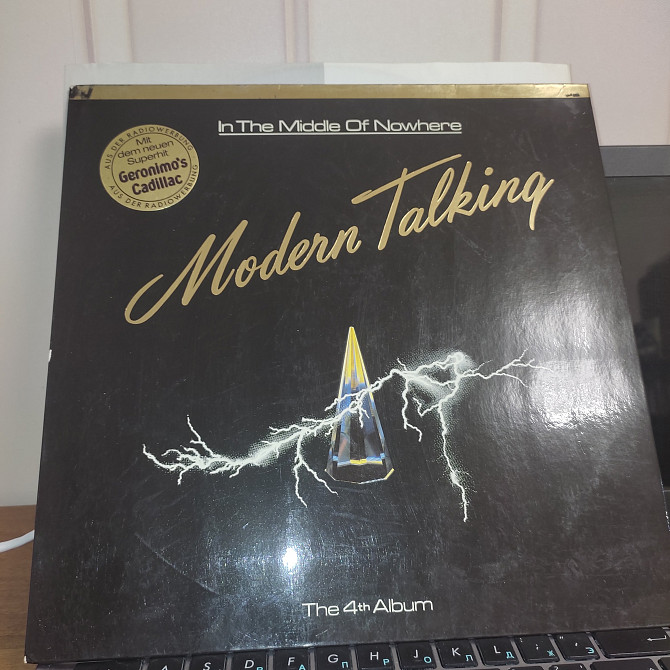 In The Middle Of Nowhere
AUS DER RADIOWERBUNG
Mit
dem neuen
Superhit
Geronimo's
Cadillac
AUS DER RADIOWERBUNG
Modern Talking
The 4th Album
A S D F G H J K L